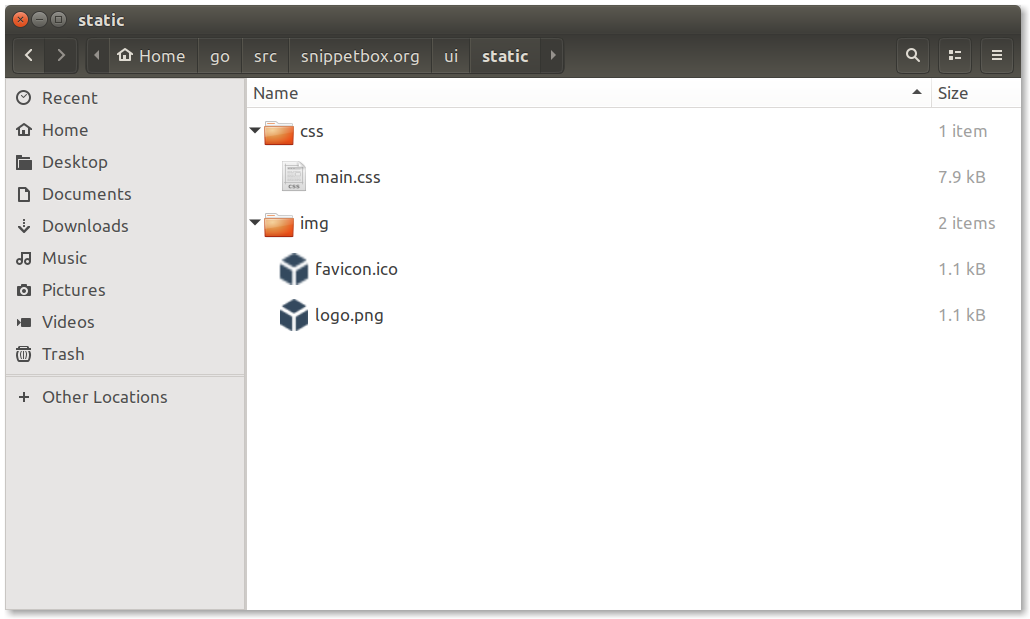 static
Home go src snippetbox.org ui static
Name Size
Recent
Home
Desktop
Documents
Downloads
Music
Pictures
Videos
Trash
Other Locations
css 1 item
main.css 7.9 kB
img 2 items
favicon.ico 1.1 kB
logo.png 1.1 kB